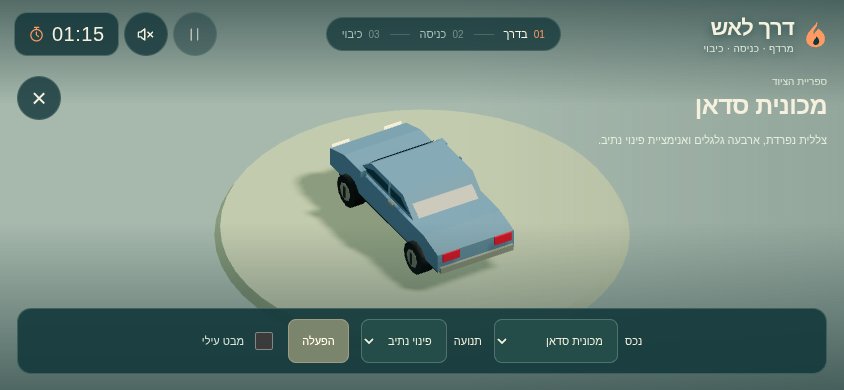 דרך לאש
מרדף · כניסה · כיבוי
01 בדרך 02 כניסה 03 כיבוי
01:15
ספריית הציוד
מכונית סדאן
צללית נפרדת, ארבעה גלגלים ואנימציית פינוי נתיב.
נכס מכונית סדאן תנועה פינוי נתיב הפעלה מבט עילי